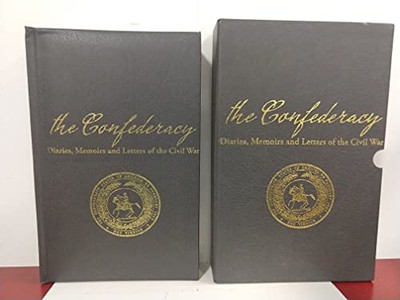 the Confederacy
Diaries, Memoirs and Letters of the Civil War
the Confederacy
Diaries, Memoirs and Letters of the Civil War